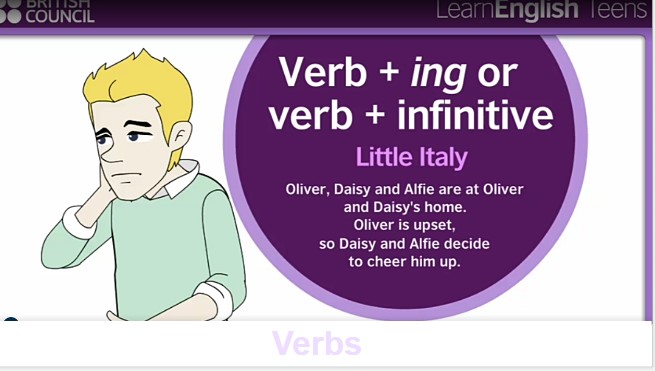 BRITISH
COUNCIL
LearnEnglish Teens
Verb + ing or
verb + infinitive
Little Italy
Oliver, Daisy and Alfie are at Oliver
and Daisy's home.
Oliver is upset,
so Daisy and Alfie decide
to cheer him up.
Verbs